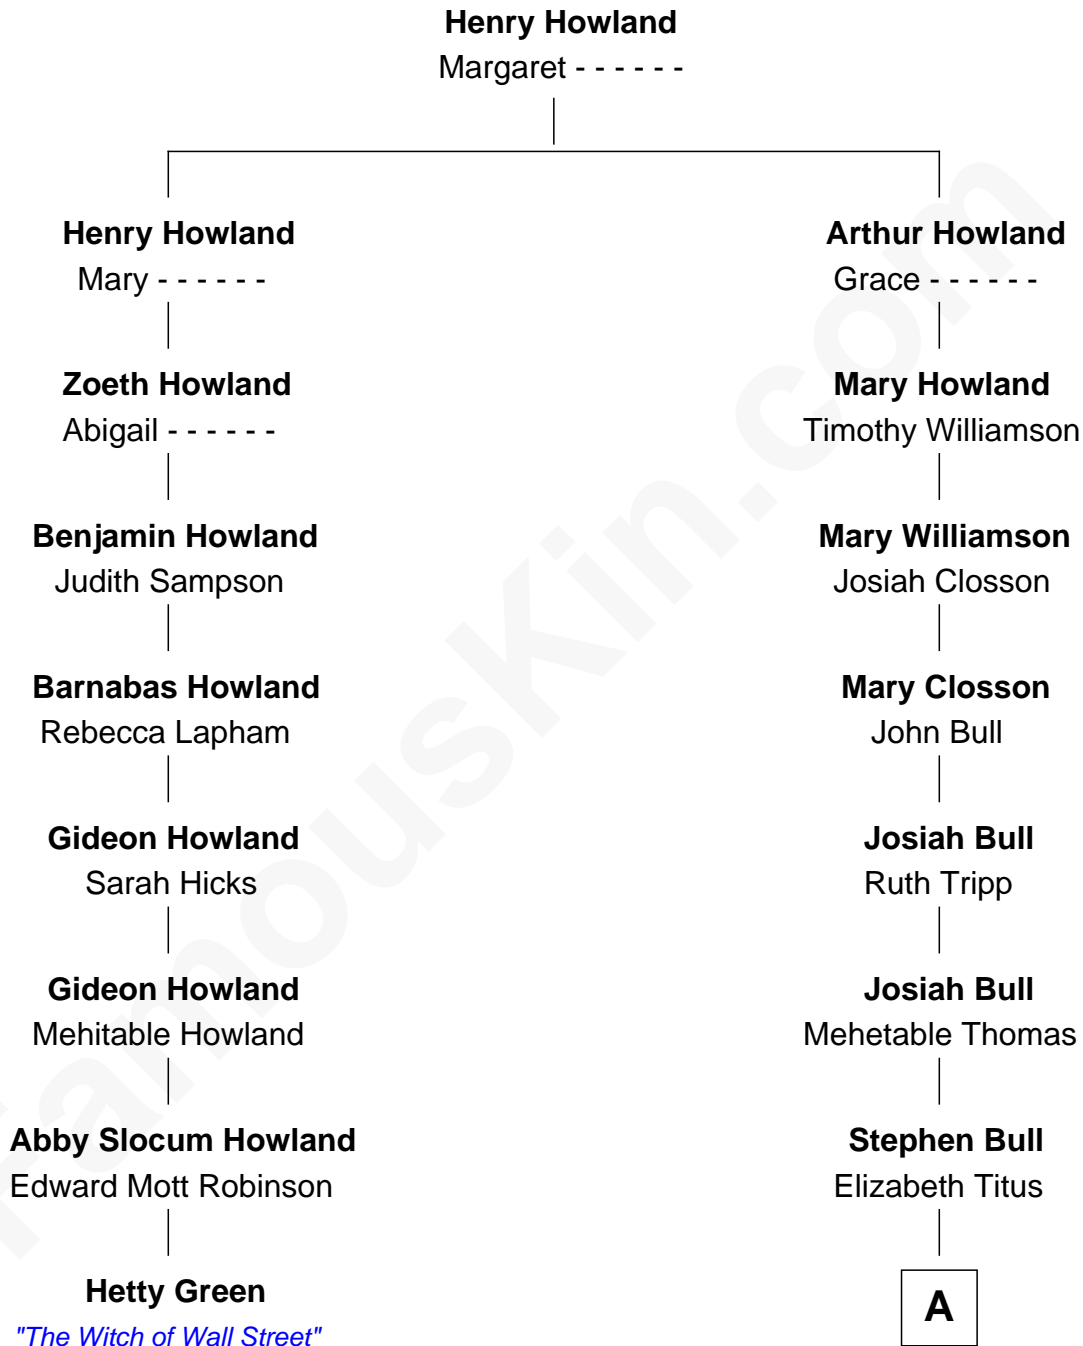 Henry Howland
Margaret - - - - - -
Henry Howland
Mary - - - - - -
Arthur Howland
Grace - - - - - -
Zoeth Howland
Abigail - - - - - -
Mary Howland
Timothy Williamson
Benjamin Howland
Judith Sampson
Mary Williamson
Josiah Closson
Barnabas Howland
Rebecca Lapham
Mary Closson
John Bull
Gideon Howland
Sarah Hicks
Josiah Bull
Ruth Tripp
Gideon Howland
Mehitable Howland
Josiah Bull
Mehetable Thomas
Abby Slocum Howland
Edward Mott Robinson
Stephen Bull
Elizabeth Titus
Hetty Green
"The Witch of Wall Street"
A
FamousKin.com